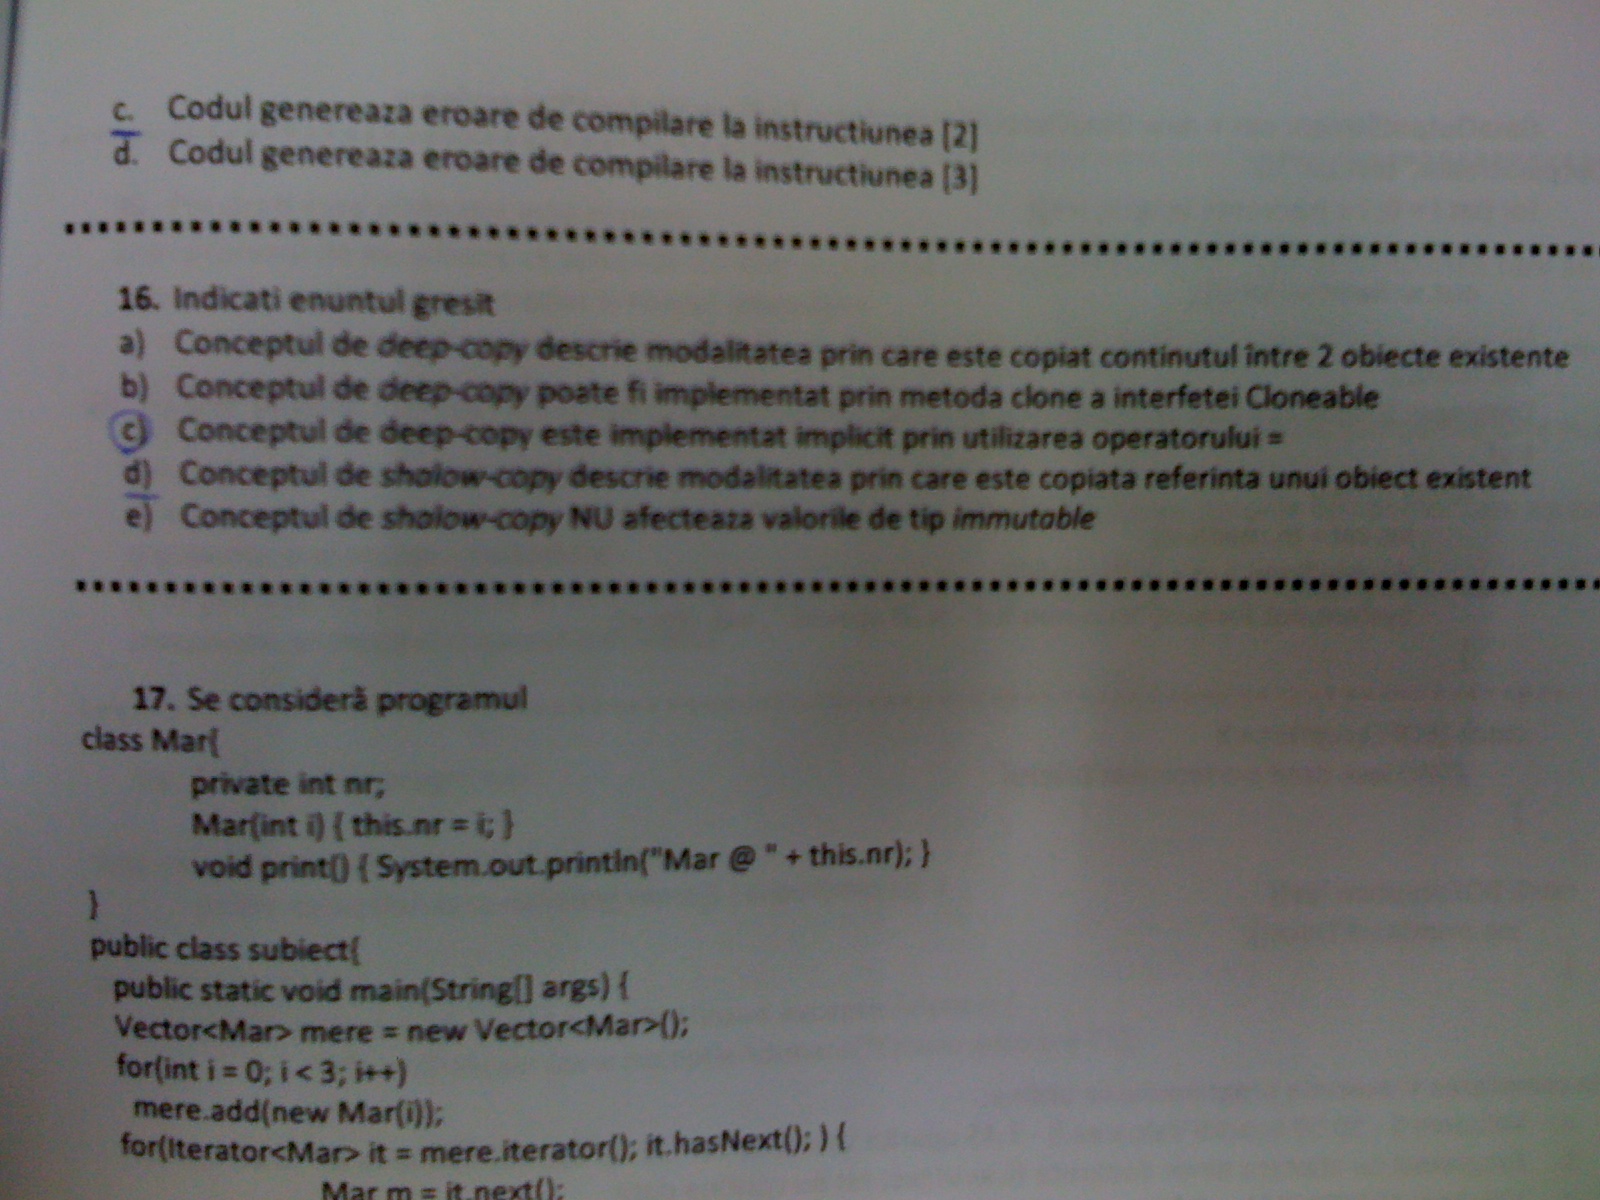 c. Codul genereaza eroare de compilare la instructiunea [2]
d. Codul genereaza eroare de compilare la instructiunea [3]
16. Indicati enuntul gresit
a) Conceptul de deep-copy descrie modalitatea prin care este copiat continutul între 2 obiecte existente
b) Conceptul de deep-copy poate fi implementat prin metoda clone a interfetei Cloneable
c) Conceptul de deep-copy este implementat implicit prin utilizarea operatorului =
d) Conceptul de shalow-copy descrie modalitatea prin care este copiata referinta unui obiect existent
e) Conceptul de shalow-copy NU afecteaza valorile de tip immutable
17. Se consideră programul
class Mar{
private int nr;
Mar(int i) { this.nr = i; }
void print() { System.out.println("Mar @ " + this.nr); }
}
public class subiect{
public static void main(String[] args) {
Vector<Mar> mere = new Vector<Mar>();
for(int i = 0; i < 3; i++)
mere.add(new Mar(i));
for(Iterator<Mar> it = mere.iterator(); it.hasNext(); ) {
Mar m = it.next();